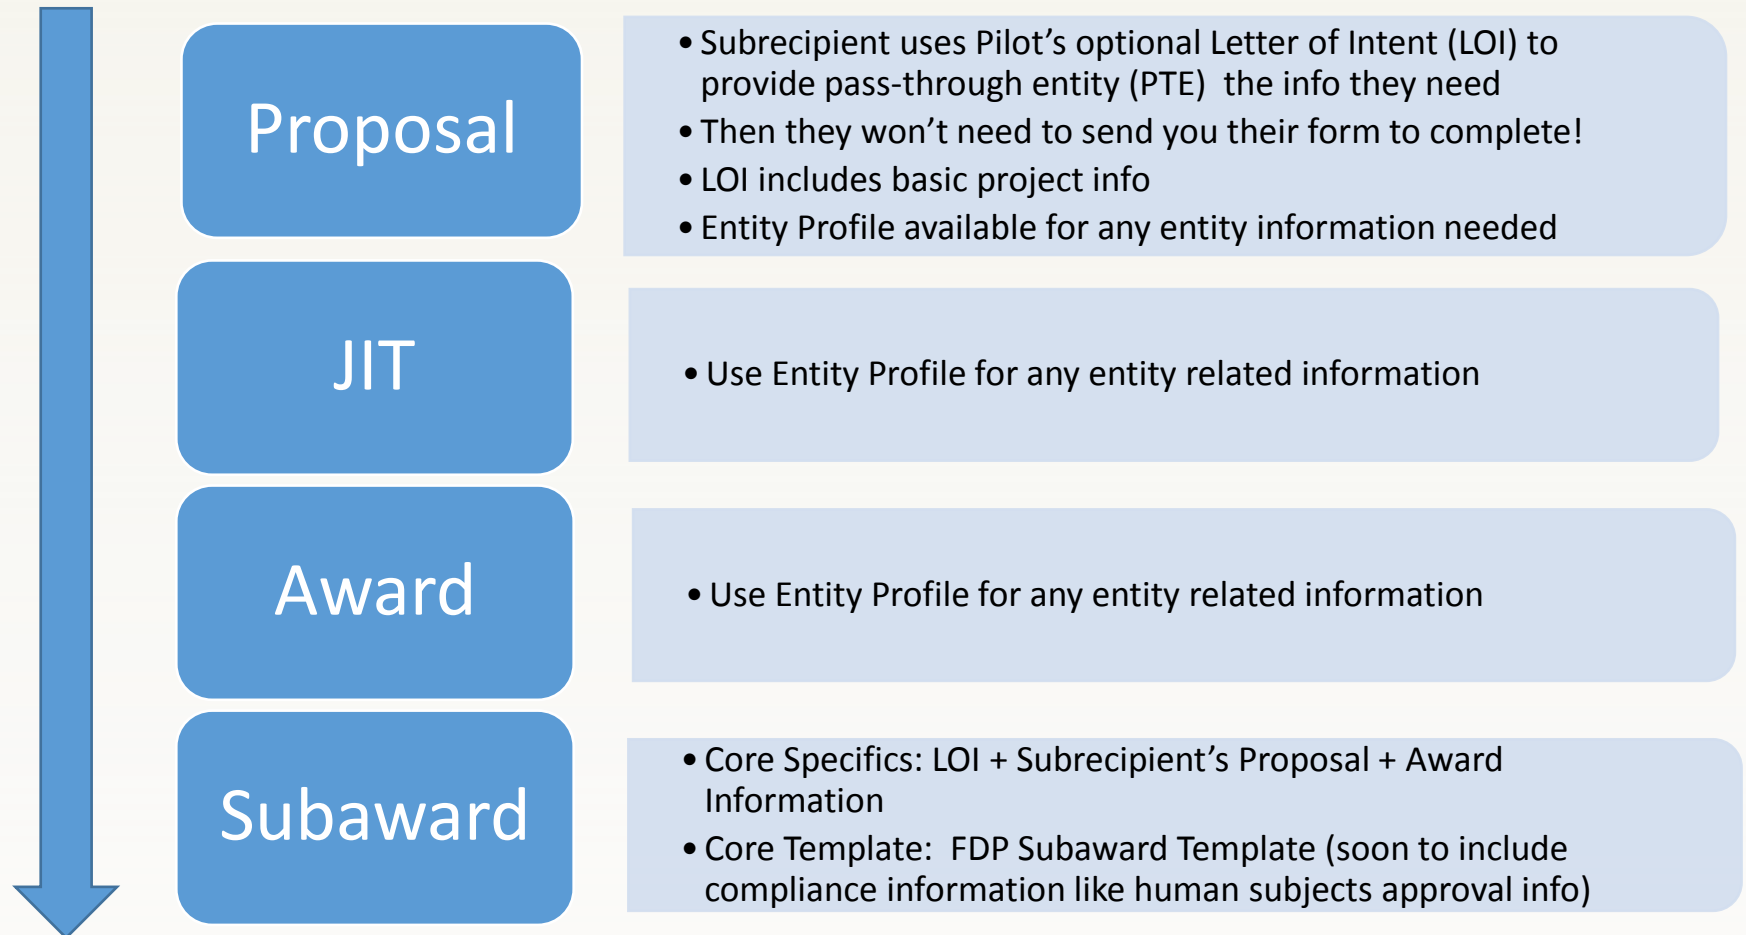 Proposal
• Subrecipient uses Pilot’s optional Letter of Intent (LOI) to
provide pass-through entity (PTE)  the info they need
• Then they won’t need to send you their form to complete!
• LOI includes basic project info
• Entity Profile available for any entity information needed
JIT
• Use Entity Profile for any entity related information
Award
• Use Entity Profile for any entity related information
Subaward
• Core Specifics: LOI + Subrecipient’s Proposal + Award
Information
• Core Template:  FDP Subaward Template (soon to include
compliance information like human subjects approval info)